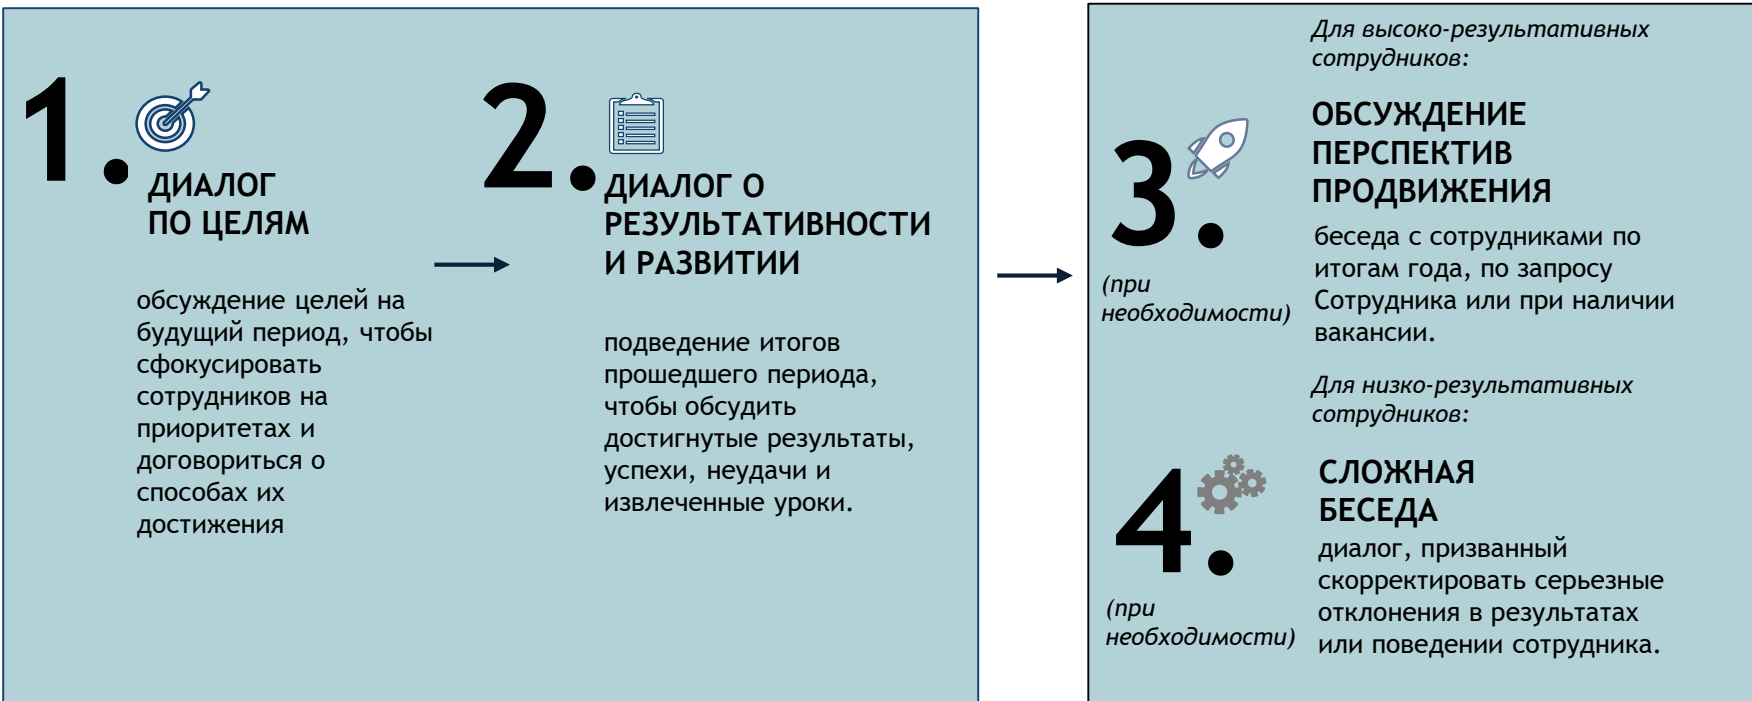 1.
ДИАЛОГ
ПО ЦЕЛЯМ
обсуждение целей на
будущий период, чтобы
сфокусировать
сотрудников на
приоритетах и
договориться о
способах их
достижения
2.
ДИАЛОГ О
РЕЗУЛЬТАТИВНОСТИ
И РАЗВИТИИ
подведение итогов
прошедшего периода,
чтобы обсудить
достигнутые результаты,
успехи, неудачи и
извлеченные уроки.
Для высоко-результативных
сотрудников:
3.
(при
необходимости)
ОБСУЖДЕНИЕ
ПЕРСПЕКТИВ
ПРОДВИЖЕНИЯ
беседа с сотрудниками по
итогам года, по запросу
Сотрудника или при наличии
вакансии.
Для низко-результативных
сотрудников:
4.
(при
необходимости)
СЛОЖНАЯ
БЕСЕДА
диалог, призванный
скорректировать серьезные
отклонения в результатах
или поведении сотрудника.